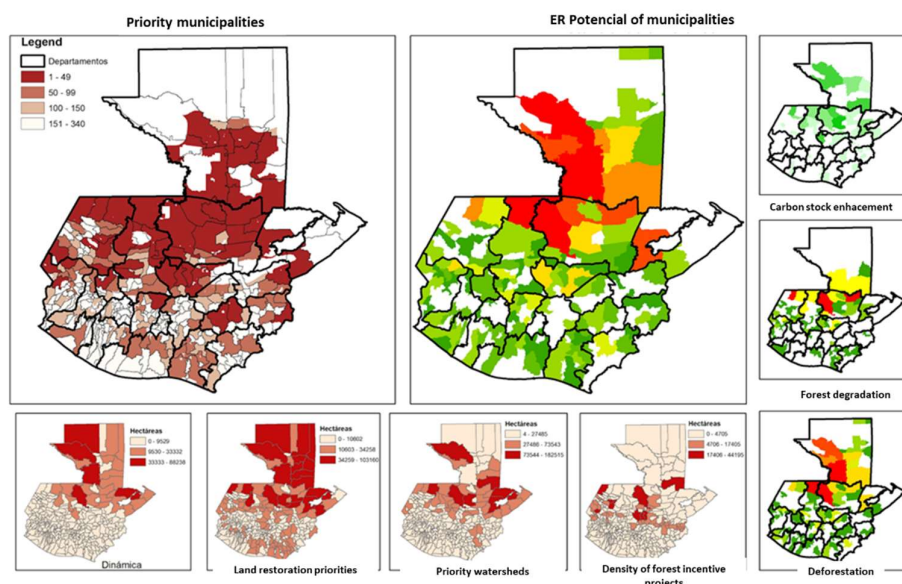 Priority municipalities
ER Potencial of municipalities
Legend
Departamentos
1 - 49
50 - 99
100 - 150
151 - 340
Carbon stock enhacement
Forest degradation
Deforestation
Hectáreas
0 - 9529
9530 - 33332
33333 - 88238
Dinámica
Hectáreas
0 - 10602
10603 - 34258
34259 - 103160
Land restoration priorities
Hectáreas
4 - 27485
27486 - 73543
73544 - 182515
Priority watersheds
Hectáreas
0 - 4705
4706 - 17405
17406 - 44195
Density of forest incentive
projects